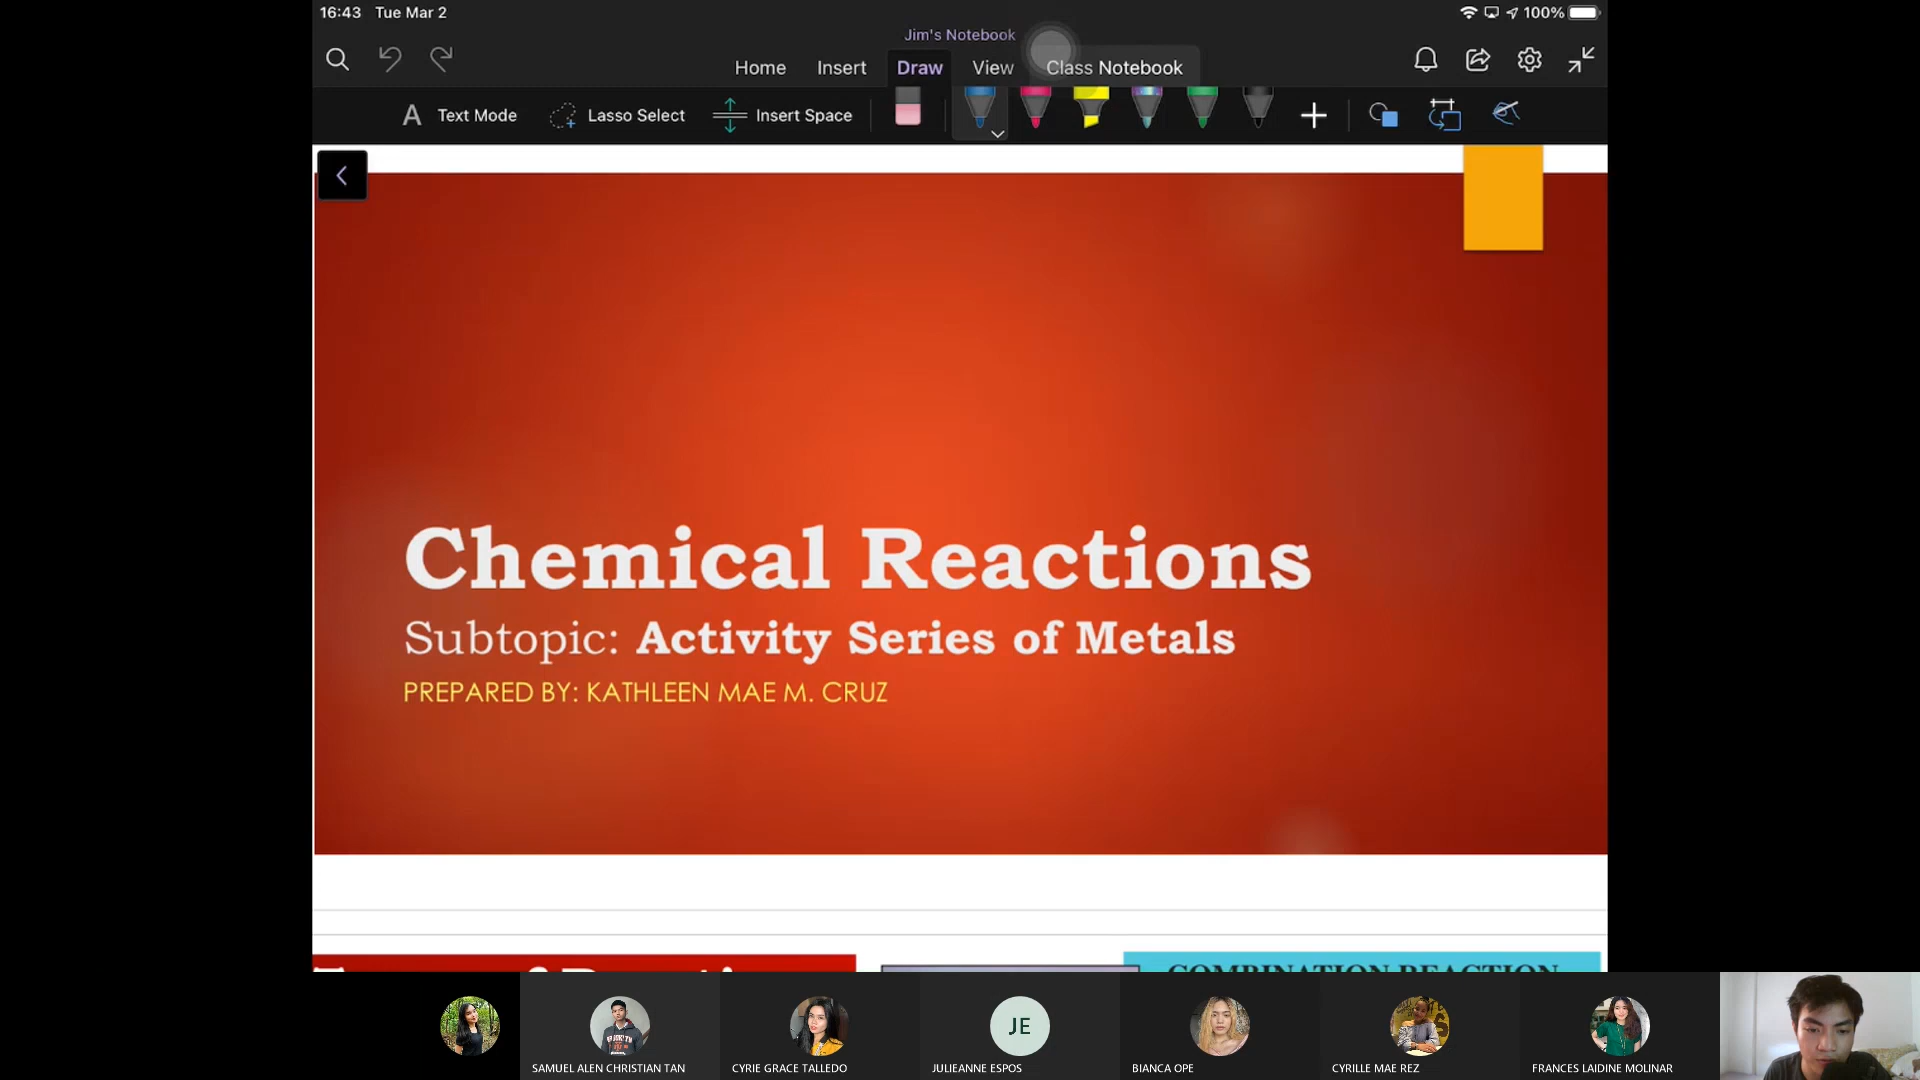 16:43 Tue Mar 2
100%
Jim's Notebook
Home Insert Draw View Class Notebook
A Text Mode Lasso Select Insert Space
Chemical Reactions
Subtopic: Activity Series of Metals
PREPARED BY: KATHLEEN MAE M. CRUZ
COMBINATION REACTION
JE
SAMUEL ALEN CHRISTIAN TAN CYRIE GRACE TALLEDO JULIEANNE ESPOS BIANCA OPE CYRILLE MAE REZ FRANCES LAIDINE MOLINAR